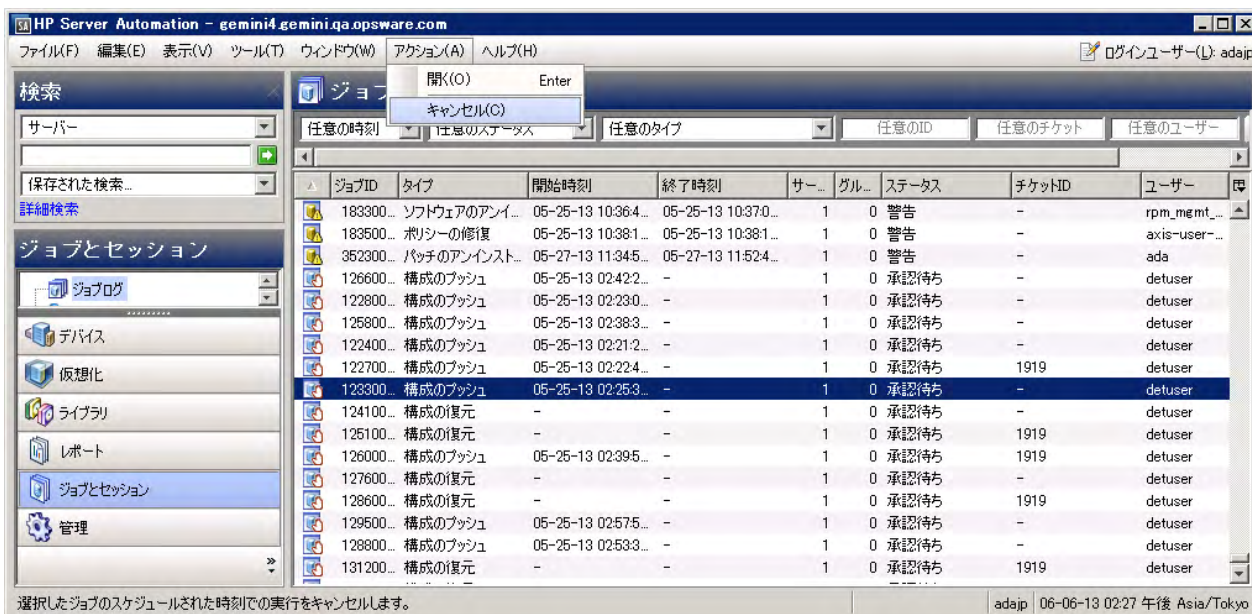 HP Server Automation - gemini4.gemini.qa.opsware.com
ファイル(F) 編集(E) 表示(V) ツール(T) ウィンドウ(W) アクション(A) ヘルプ(H) ログインユーザー(L): adajp
開く(O) Enter
キャンセル(C)
検索
サーバー
保存された検索...
詳細検索
ジョブとセッション
ジョブログ
デバイス
仮想化
ライブラリ
レポート
ジョブとセッション
管理
ジョブ
任意の時刻 任意のステータス 任意のタイプ 任意のID 任意のチケット 任意のユーザー
ジョブID タイプ 開始時刻 終了時刻 サー... グル... ステータス チケットID ユーザー
183300... ソフトウェアのアンイ... 05-25-13 10:36:4... 05-25-13 10:37:0... 1 0 警告 - rpm_mgmt_...
183500... ポリシーの修復 05-25-13 10:38:1... 05-25-13 10:38:1... 1 0 警告 - axis-user-...
352300... パッチのアンインスト... 05-27-13 11:34:5... 05-27-13 11:52:4... 1 0 警告 - ada
126600... 構成のプッシュ 05-25-13 02:42:2... - 1 0 承認待ち - detuser
122800... 構成のプッシュ 05-25-13 02:23:0... - 1 0 承認待ち - detuser
125800... 構成のプッシュ 05-25-13 02:38:3... - 1 0 承認待ち - detuser
122400... 構成のプッシュ 05-25-13 02:21:2... - 1 0 承認待ち - detuser
122700... 構成のプッシュ 05-25-13 02:22:4... - 1 0 承認待ち 1919 detuser
123300... 構成のプッシュ 05-25-13 02:25:3... - 1 0 承認待ち - detuser
124100... 構成の復元 - - 1 0 承認待ち - detuser
125100... 構成の復元 - - 1 0 承認待ち 1919 detuser
126000... 構成のプッシュ 05-25-13 02:39:5... - 1 0 承認待ち 1919 detuser
127600... 構成の復元 - - 1 0 承認待ち - detuser
128600... 構成の復元 - - 1 0 承認待ち 1919 detuser
129500... 構成のプッシュ 05-25-13 02:57:5... - 1 0 承認待ち - detuser
128800... 構成のプッシュ 05-25-13 02:53:3... - 1 0 承認待ち - detuser
131200... 構成の復元 - - 1 0 承認待ち 1919 detuser
選択したジョブのスケジュールされた時刻での実行をキャンセルします。 adajp 06-06-13 02:27 午後 Asia/Tokyo